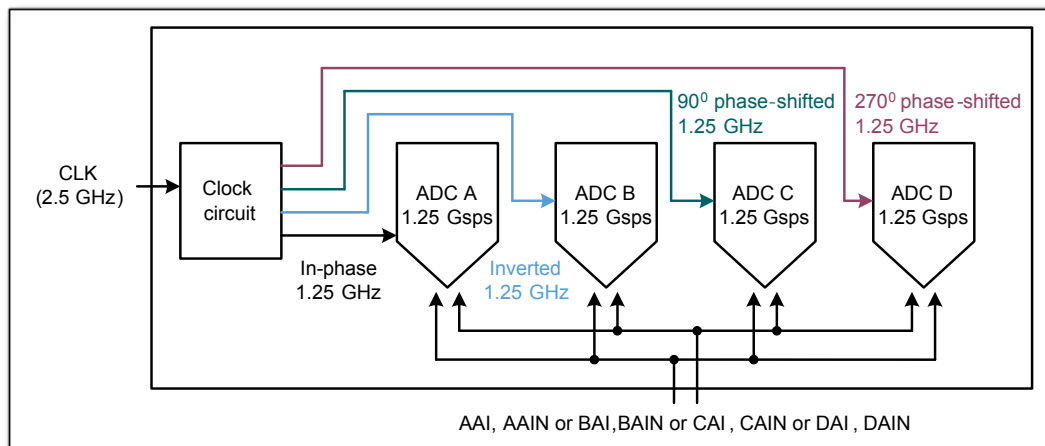 90⁰ phase-shifted
1.25 GHz
270⁰ phase-shifted
1.25 GHz
CLK
(2.5 GHz)
Clock
circuit
ADC A
1.25 Gsps
ADC B
1.25 Gsps
ADC C
1.25 Gsps
ADC D
1.25 Gsps
In-phase
1.25 GHz
Inverted
1.25 GHz
AAI, AAIN or BAI,BAIN or CAI , CAIN or DAI , DAIN